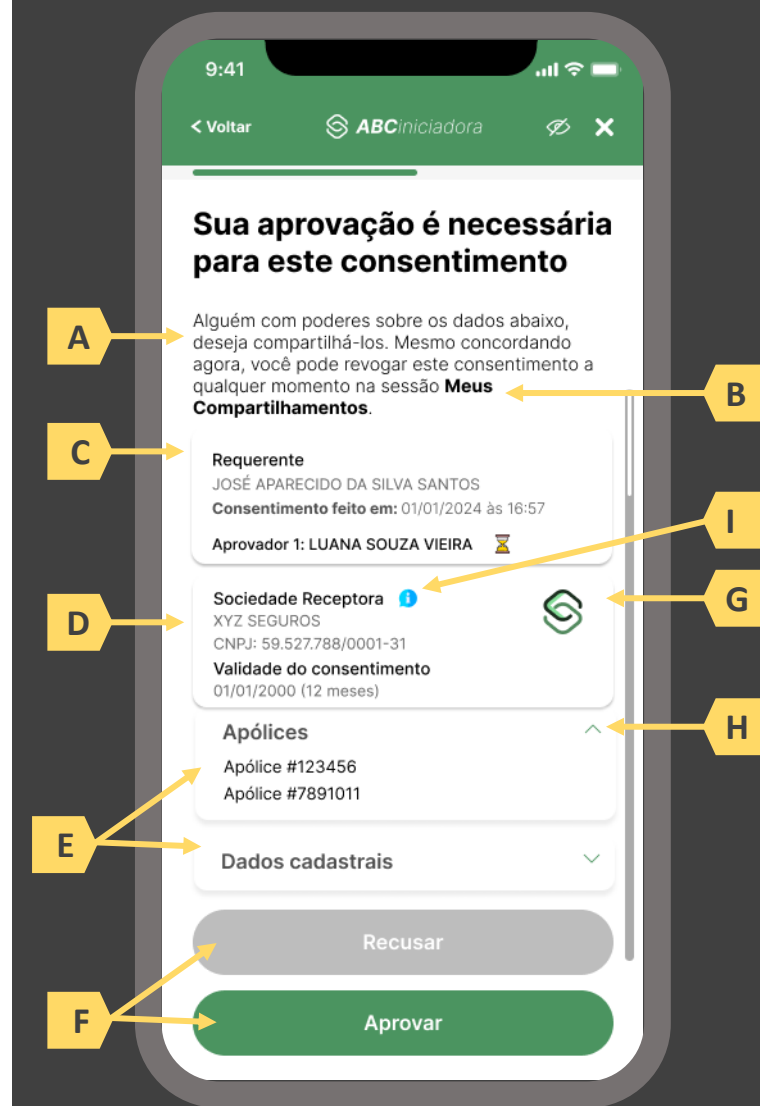 9:41
< Voltar
ABCiniciadora
Sua aprovação é necessária
para este consentimento
A
Alguém com poderes sobre os dados abaixo,
deseja compartilhá-los. Mesmo concordando
agora, você pode revogar este consentimento a
qualquer momento na sessão Meus
Compartilhamentos.
B
C
Requerente
JOSÉ APARECIDO DA SILVA SANTOS
Consentimento feito em: 01/01/2024 às 16:57
Aprovador 1: LUANA SOUZA VIEIRA
I
D
Sociedade Receptora
XYZ SEGUROS
CNPJ: 59.527.788/0001-31
Validade do consentimento
01/01/2000 (12 meses)
G
Apólices
H
Apólice #123456
Apólice #7891011
E
Dados cadastrais
Recusar
F
Aprovar